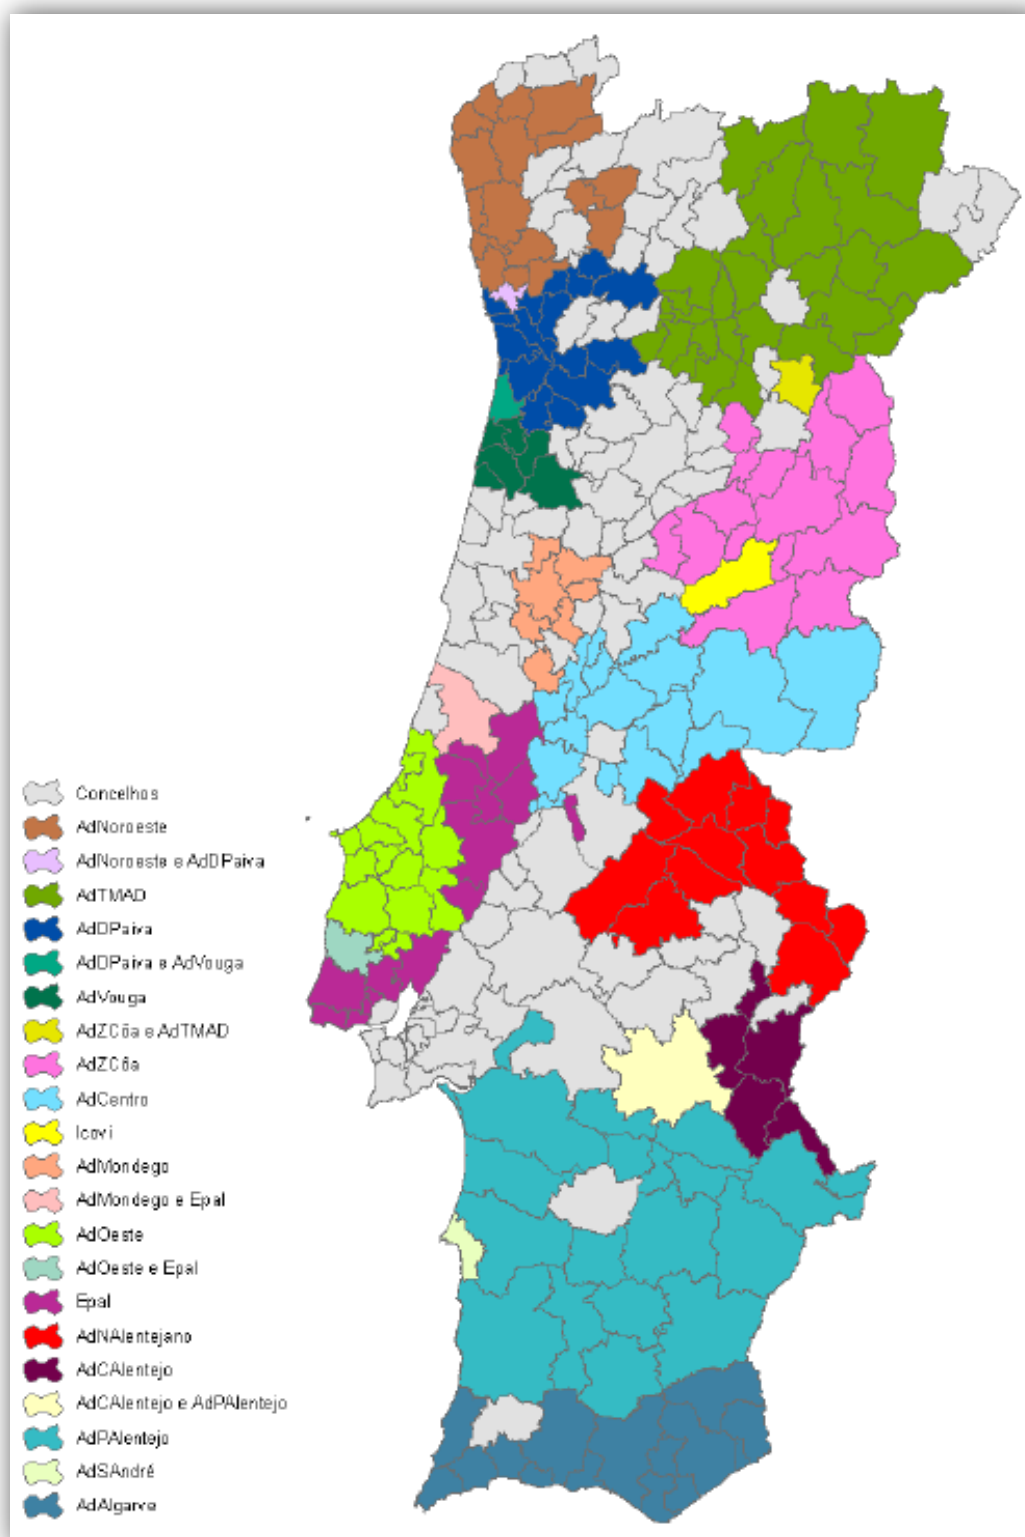 Concelhos
AdNoroeste
AdNoroeste e AdDPaiva
AdTMAD
AdDPaiva
AdDPaiva e AdVouga
AdVouga
AdZCôa e AdTMAD
AdZCôa
AdCentro
Icovi
AdMondego
AdMondego e Epal
AdOeste
AdOeste e Epal
Epal
AdNAlentejano
AdCAlentejo
AdCAlentejo e AdPAlentejo
AdPAlentejo
AdSAndré
AdAlgarve